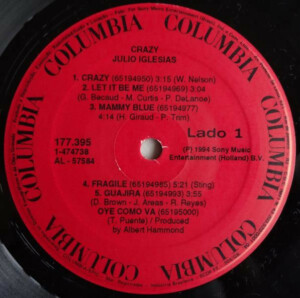 COLUMBIA COLUMBIA COLUMBIA COLUMBIA COLUMBIA COLUMBIA
CRAZY
JULIO IGLESIAS
1. CRAZY (65194950) 3:15 (W. Nelson)
2. LET IT BE ME (65194969) 3:04
(G. Becaud - M. Curtis - P. DeLanoe)
3. MAMMY BLUE (65194977)
4:14 (H. Giraud - P. Trim)
177.395
1-474738
AL - 57584
Lado 1
(P) 1994 Sony Music
Entertainment (Holland) B.V.
4. FRAGILE (65194985) 5:21 (Sting)
5. GUAJIRA (65194993) 3:55
(D. Brown - J. Areas - R. Reyes)
OYE COMO VA (65195000)
(T. Puente) / Produced
by Albert Hammond